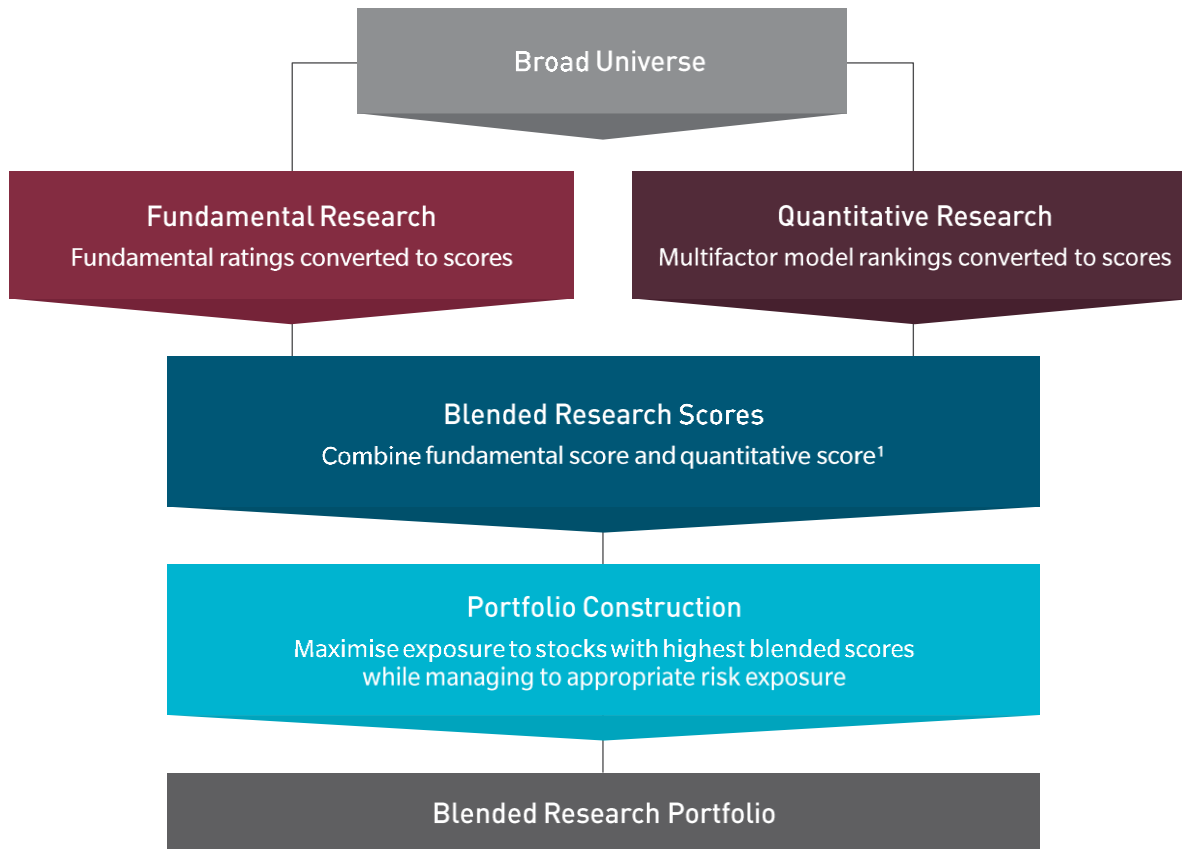 Broad Universe
Fundamental Research
Fundamental ratings converted to scores
Quantitative Research
Multifactor model rankings converted to scores
Blended Research Scores
Combine fundamental score and quantitative score¹
Portfolio Construction
Maximise exposure to stocks with highest blended scores
while managing to appropriate risk exposure
Blended Research Portfolio